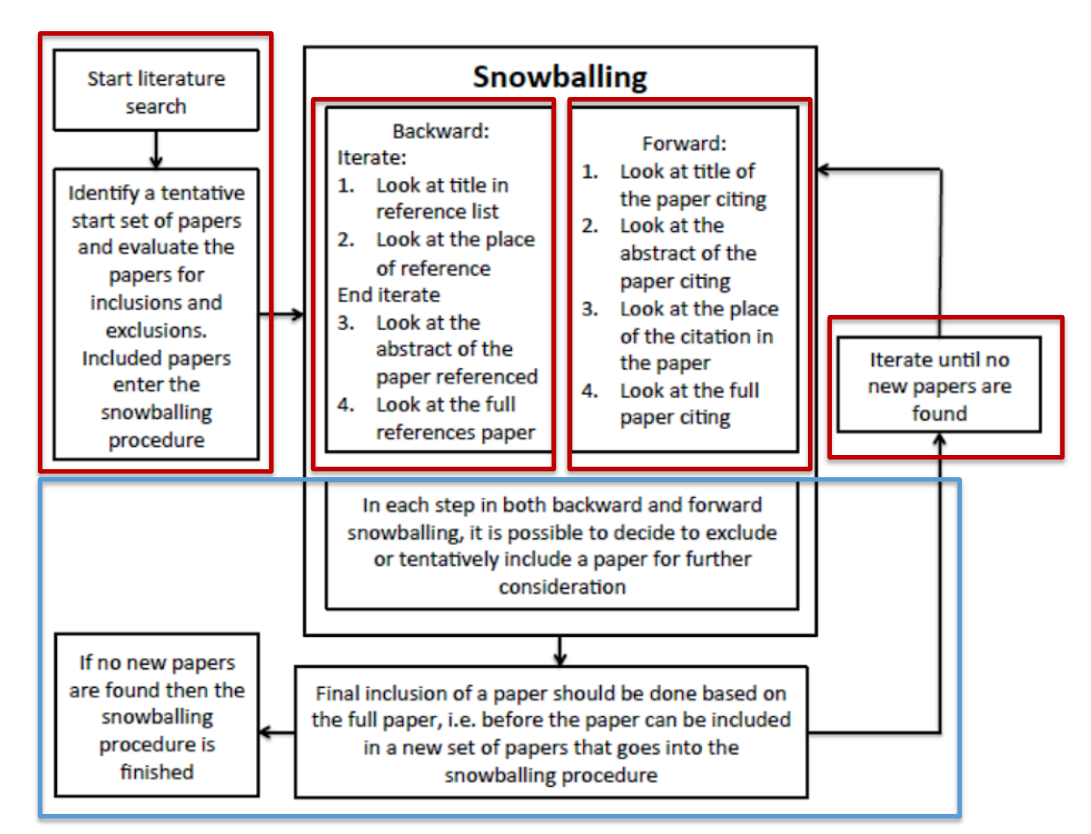 Start literature
search
Identify a tentative
start set of papers
and evaluate the
papers for
inclusions and
exclusions.
Included papers
enter the
snowballing
procedure
Snowballing
Backward:
Iterate:
1. Look at title in
reference list
2. Look at the place
of reference
End iterate
3. Look at the
abstract of the
paper referenced
4. Look at the full
references paper
Forward:
1. Look at title of
the paper citing
2. Look at the
abstract of the
paper citing
3. Look at the place
of the citation in
the paper
4. Look at the full
paper citing
Iterate until no
new papers are
found
In each step in both backward and forward
snowballing, it is possible to decide to exclude
or tentatively include a paper for further
consideration
If no new papers
are found then the
snowballing
procedure is
finished
Final inclusion of a paper should be done based on
the full paper, i.e. before the paper can be included
in a new set of papers that goes into the
snowballing procedure